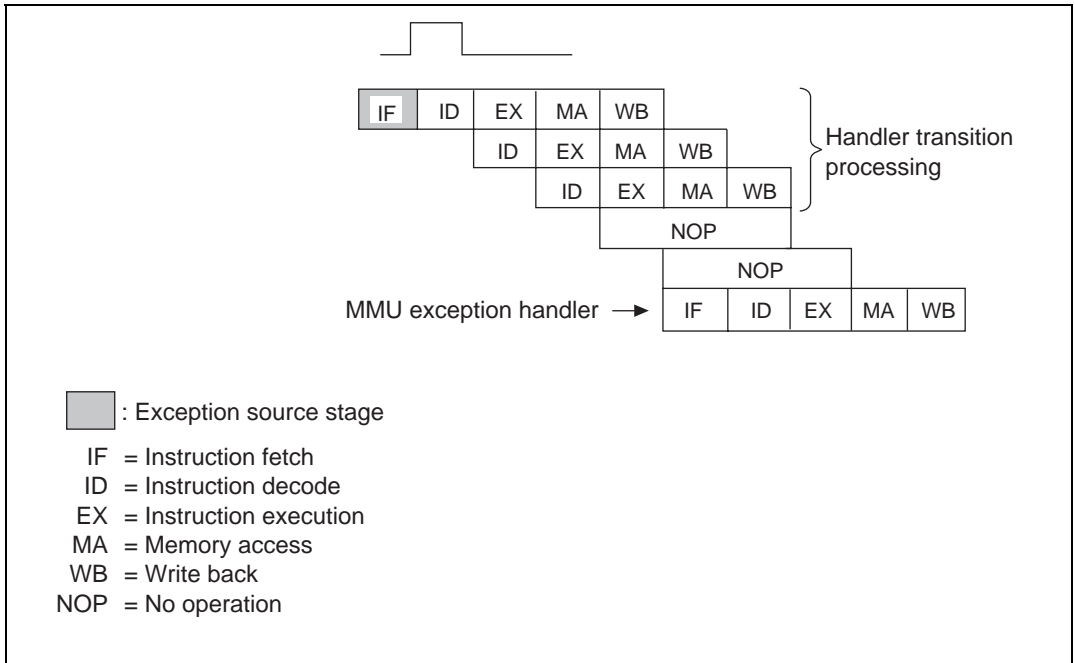 IF ID EX MA WB
ID EX MA WB
Handler transition
processing
ID EX MA WB
NOP
NOP
MMU exception handler
IF ID EX MA WB
: Exception source stage
IF = Instruction fetch
ID = Instruction decode
EX = Instruction execution
MA = Memory access
WB = Write back
NOP = No operation